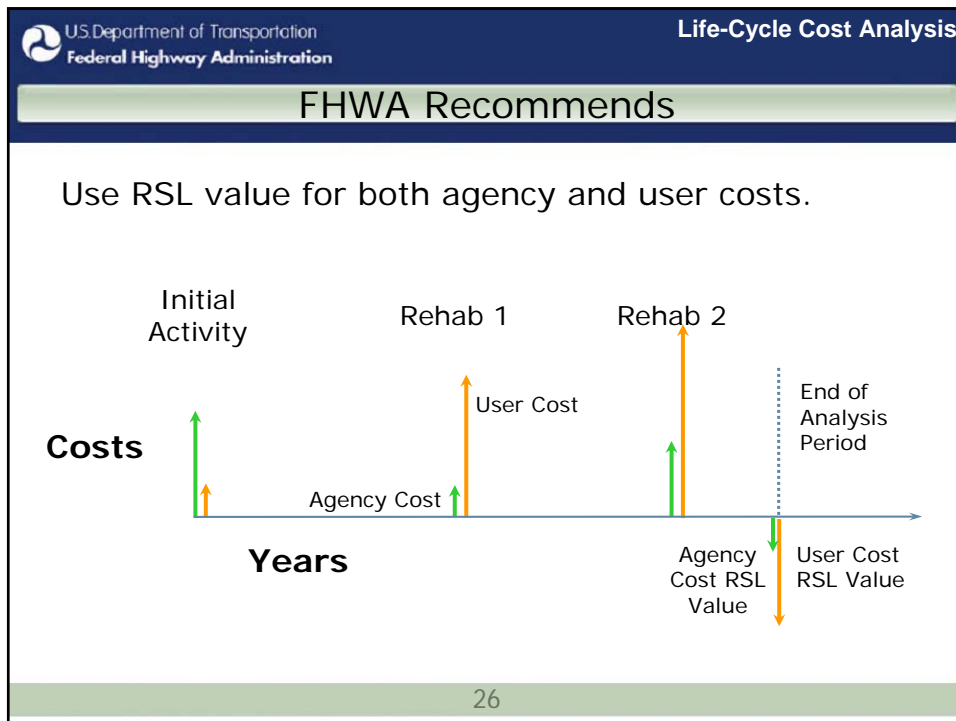 U.S. Department of Transportation
Federal Highway Administration
Life-Cycle Cost Analysis
FHWA Recommends
Use RSL value for both agency and user costs.
Initial
Activity
Rehab 1
Rehab 2
User Cost
End of
Analysis
Period
Costs
Agency Cost
Years
Agency
Cost RSL
Value
User Cost
RSL Value
26